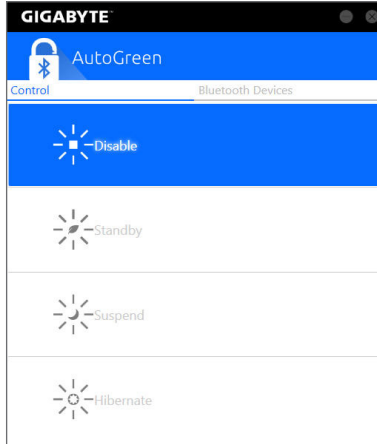 GIGABYTE
AutoGreen
Control Bluetooth Devices
Disable
Standby
Suspend
Hibernate